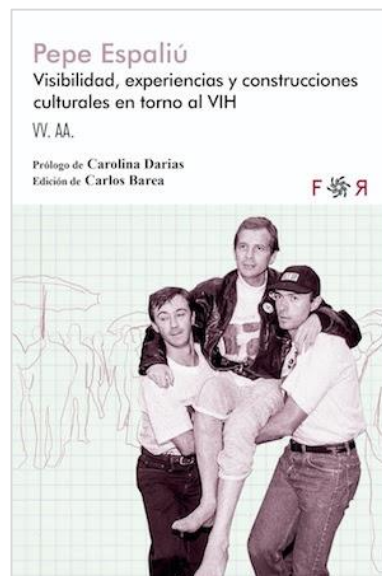 Pepe Espaliú
Visibilidad, experiencias y construcciones
culturales en torno al VIH
VV. AA.
Prólogo de Carolina Darias
Edición de Carlos Barea
F Я